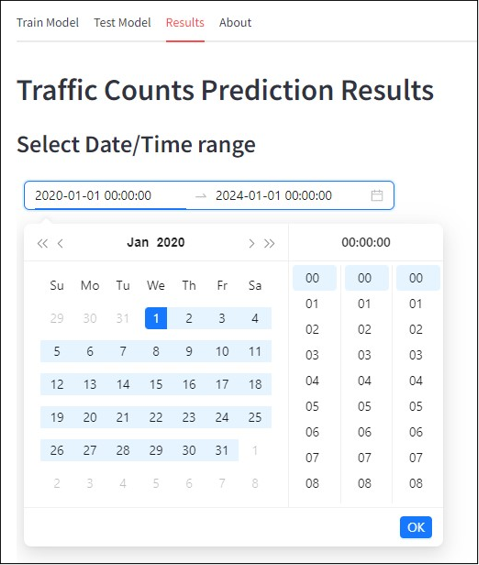 Train Model Test Model Results About
Traffic Counts Prediction Results
Select Date/Time range
2020-01-01 00:00:00 → 2024-01-01 00:00:00
« ‹ Jan 2020 › » 00:00:00
Su Mo Tu We Th Fr Sa 00 00 00
01 01 01
29 30 31 1 2 3 4 02 02 02
5 6 7 8 9 10 11 03 03 03
12 13 14 15 16 17 18 04 04 04
19 20 21 22 23 24 25 05 05 05
26 27 28 29 30 31 1 06 06 06
07 07 07
2 3 4 5 6 7 8 08 08 08
OK